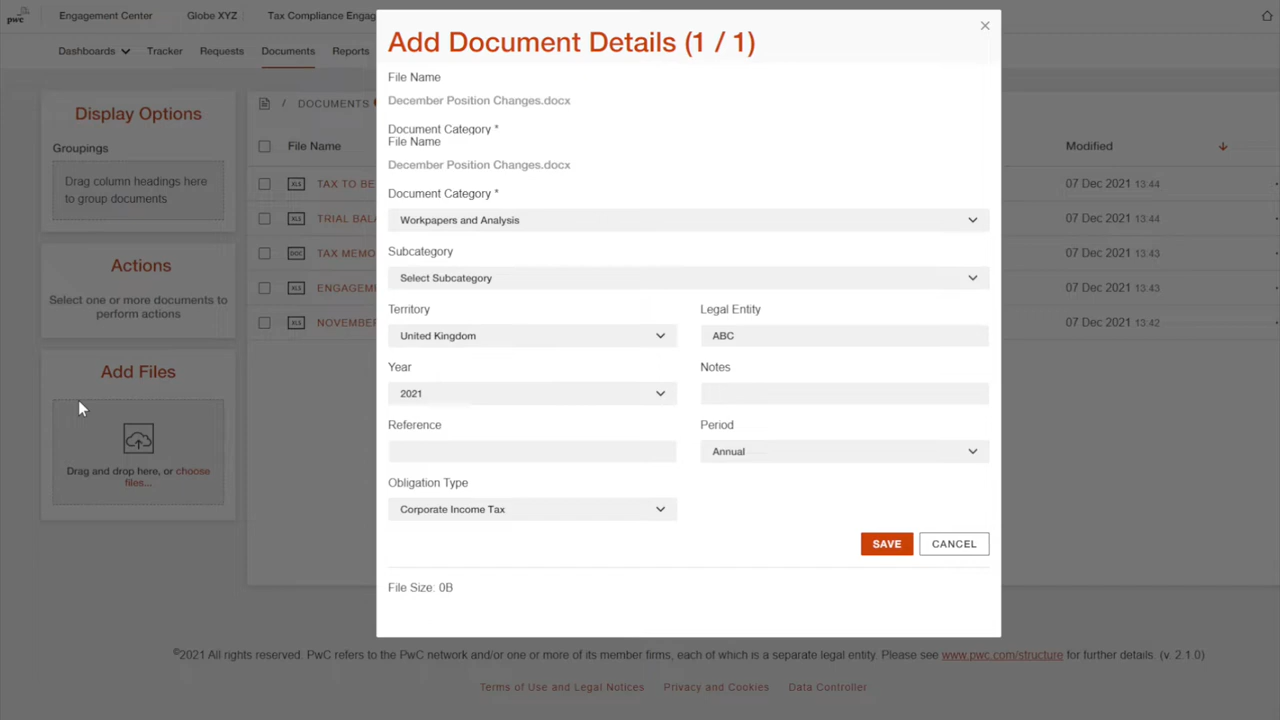 pwc
Engagement Center
Globe XYZ
Tax Compliance Engag
Dashboards
Tracker
Requests
Documents
Reports
Display Options
Groupings
Drag column headings here
to group documents
Actions
Select one or more documents to
perform actions
Add Files
Drag and drop here, or choose
files...
/ DOCUMENTS
File Name
Modified
XLS TAX TO BE 07 Dec 2021 13:44
XLS TRIAL BALA 07 Dec 2021 13:44
DOC TAX MEMO 07 Dec 2021 13:43
XLS ENGAGEM 07 Dec 2021 13:43
XLS NOVEMBER 07 Dec 2021 13:42
Add Document Details (1 / 1)
File Name
December Position Changes.docx
Document Category *
File Name
December Position Changes.docx
Document Category *
Workpapers and Analysis
Subcategory
Select Subcategory
Territory
United Kingdom
Legal Entity
ABC
Year
2021
Notes
Reference
Period
Annual
Obligation Type
Corporate Income Tax
SAVE
CANCEL
File Size: 0B
©2021 All rights reserved. PwC refers to the PwC network and/or one or more of its member firms, each of which is a separate legal entity. Please see www.pwc.com/structure for further details. (v. 2.1.0)
Terms of Use and Legal Notices
Privacy and Cookies
Data Controller